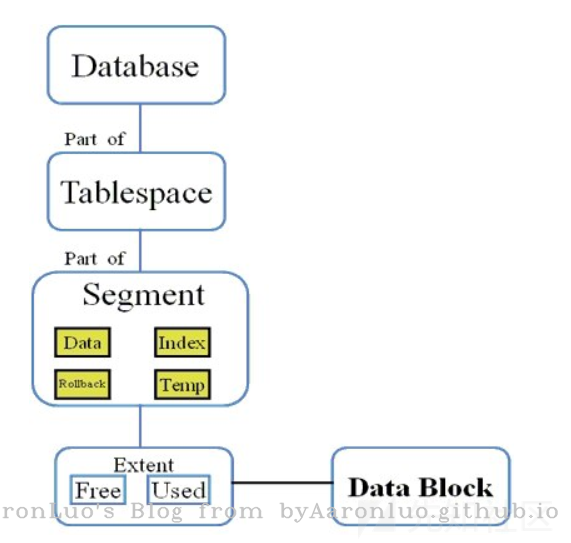 Database
Part of
Tablespace
Part of
Segment
Data Index
Rollback Temp
Extent
Free Used
Data Block
ronLuo's Blog from byAaronluo.github.io